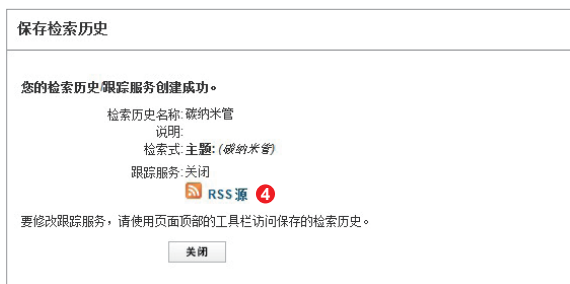 保存检索历史
您的检索历史/跟踪服务创建成功。
检索历史名称:碳纳米管
说明:
检索式:主题:(碳纳米管)
跟踪服务:关闭
RSS源 4
要修改跟踪服务，请使用页面顶部的工具栏访问保存的检索历史。
关闭